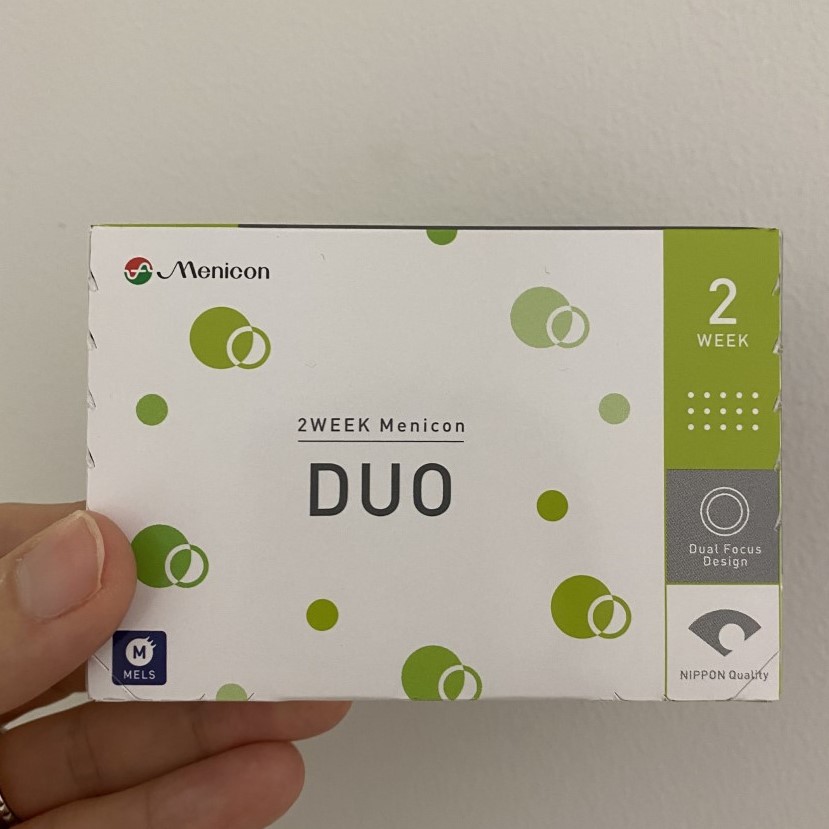 Menicon
2WEEK Menicon
DUO
2
WEEK
Dual Focus
Design
NIPPON Quality
M
MELS